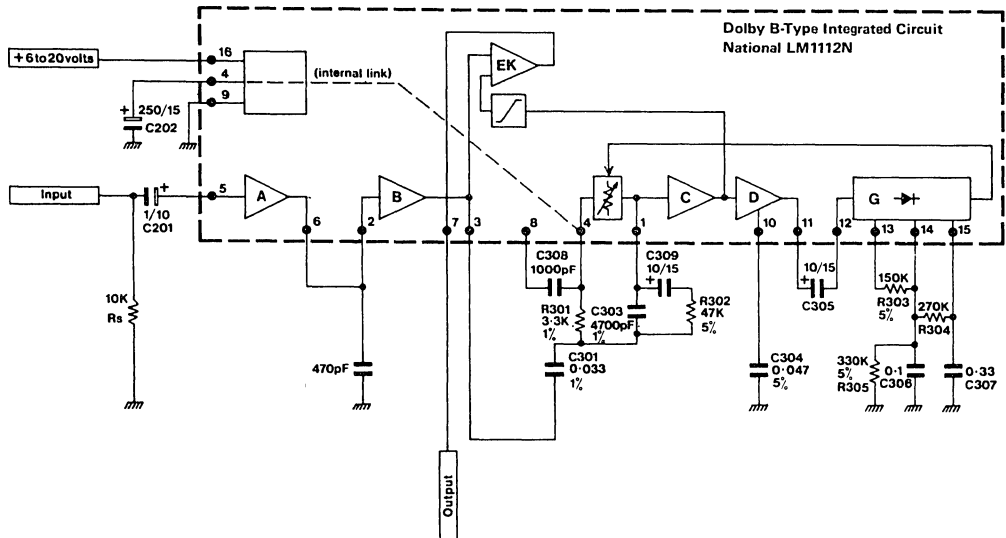 Dolby B-Type Integrated Circuit
National LM1112N
+6 to 20 volts
16
4
9
(internal link)
EK
+
250/15
C202
Input
+
1/10
C201
5
A
6
2
B
7
3
8
4
1
C
D
10
11
12
G
13
14
15
10K
Rs
470pF
C308
1000pF
C309
+
10/15
R301
3·3K
1%
C303
4700pF
1%
R302
47K
5%
C301
0·033
1%
C304
0·047
5%
+
10/15
C305
150K
R303
5%
270K
R304
330K
5%
R305
0·1
C306
0·33
C307
Output